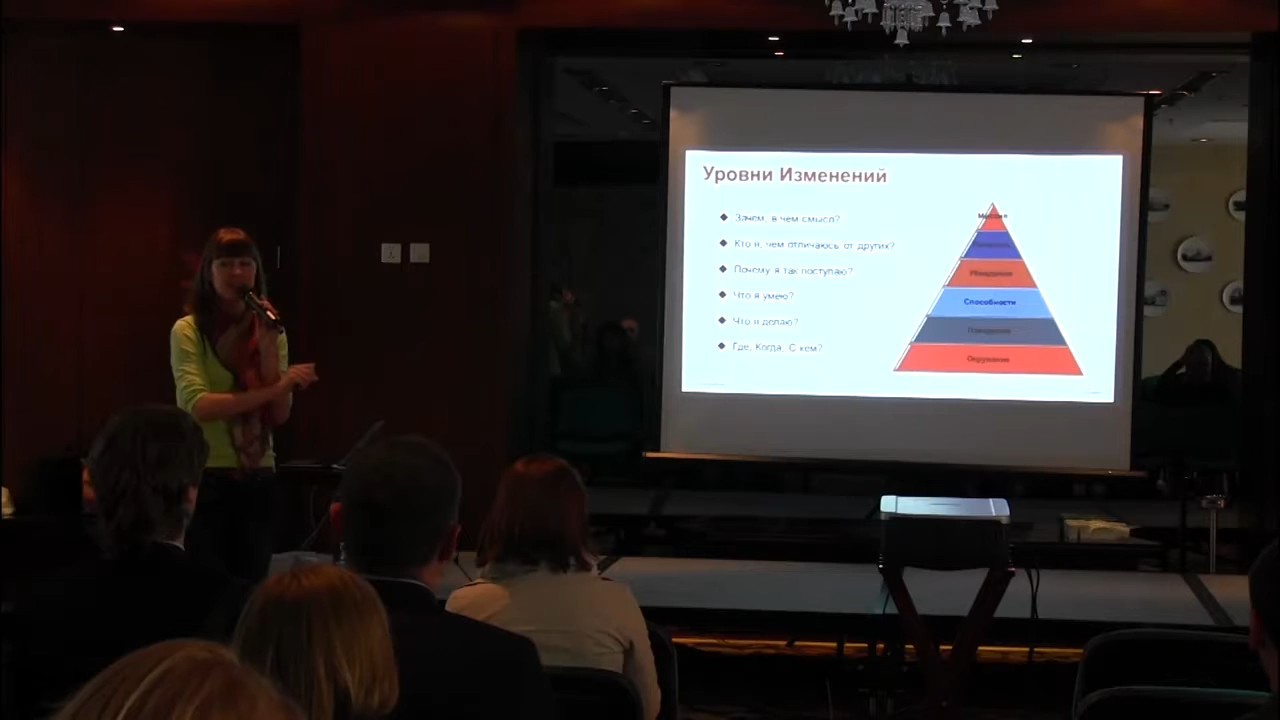 Уровни Изменений
Зачем, в чем смысл?
Кто я, чем отличаюсь от других?
Почему я так поступаю?
Что я умею?
Что я делаю?
Где, Когда, С кем?
Миссия
Убеждения
Способности
Поведение
Окружение